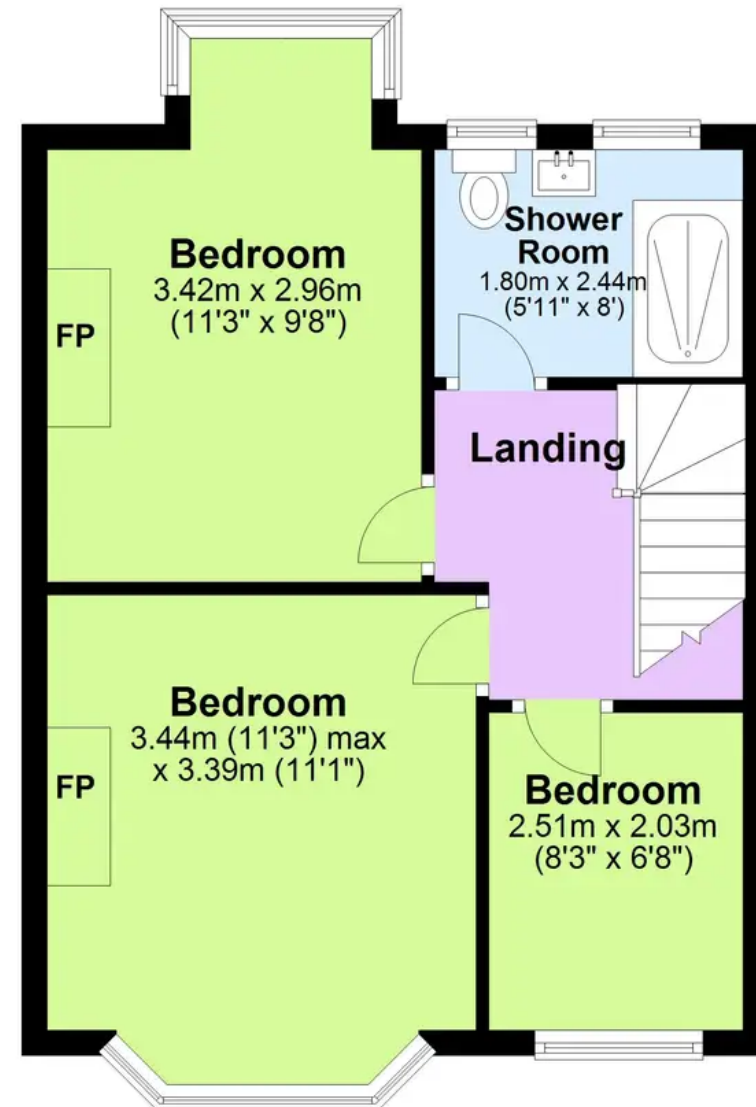 Bedroom
3.42m x 2.96m
(11'3" x 9'8")
FP
Shower
Room
1.80m x 2.44m
(5'11" x 8')
Landing
Bedroom
3.44m (11'3") max
x 3.39m (11'1")
FP
Bedroom
2.51m x 2.03m
(8'3" x 6'8")